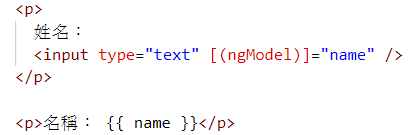 <p>
姓名：
<input type="text" [(ngModel)]="name" />
</p>
<p>名稱： {{ name }}</p>